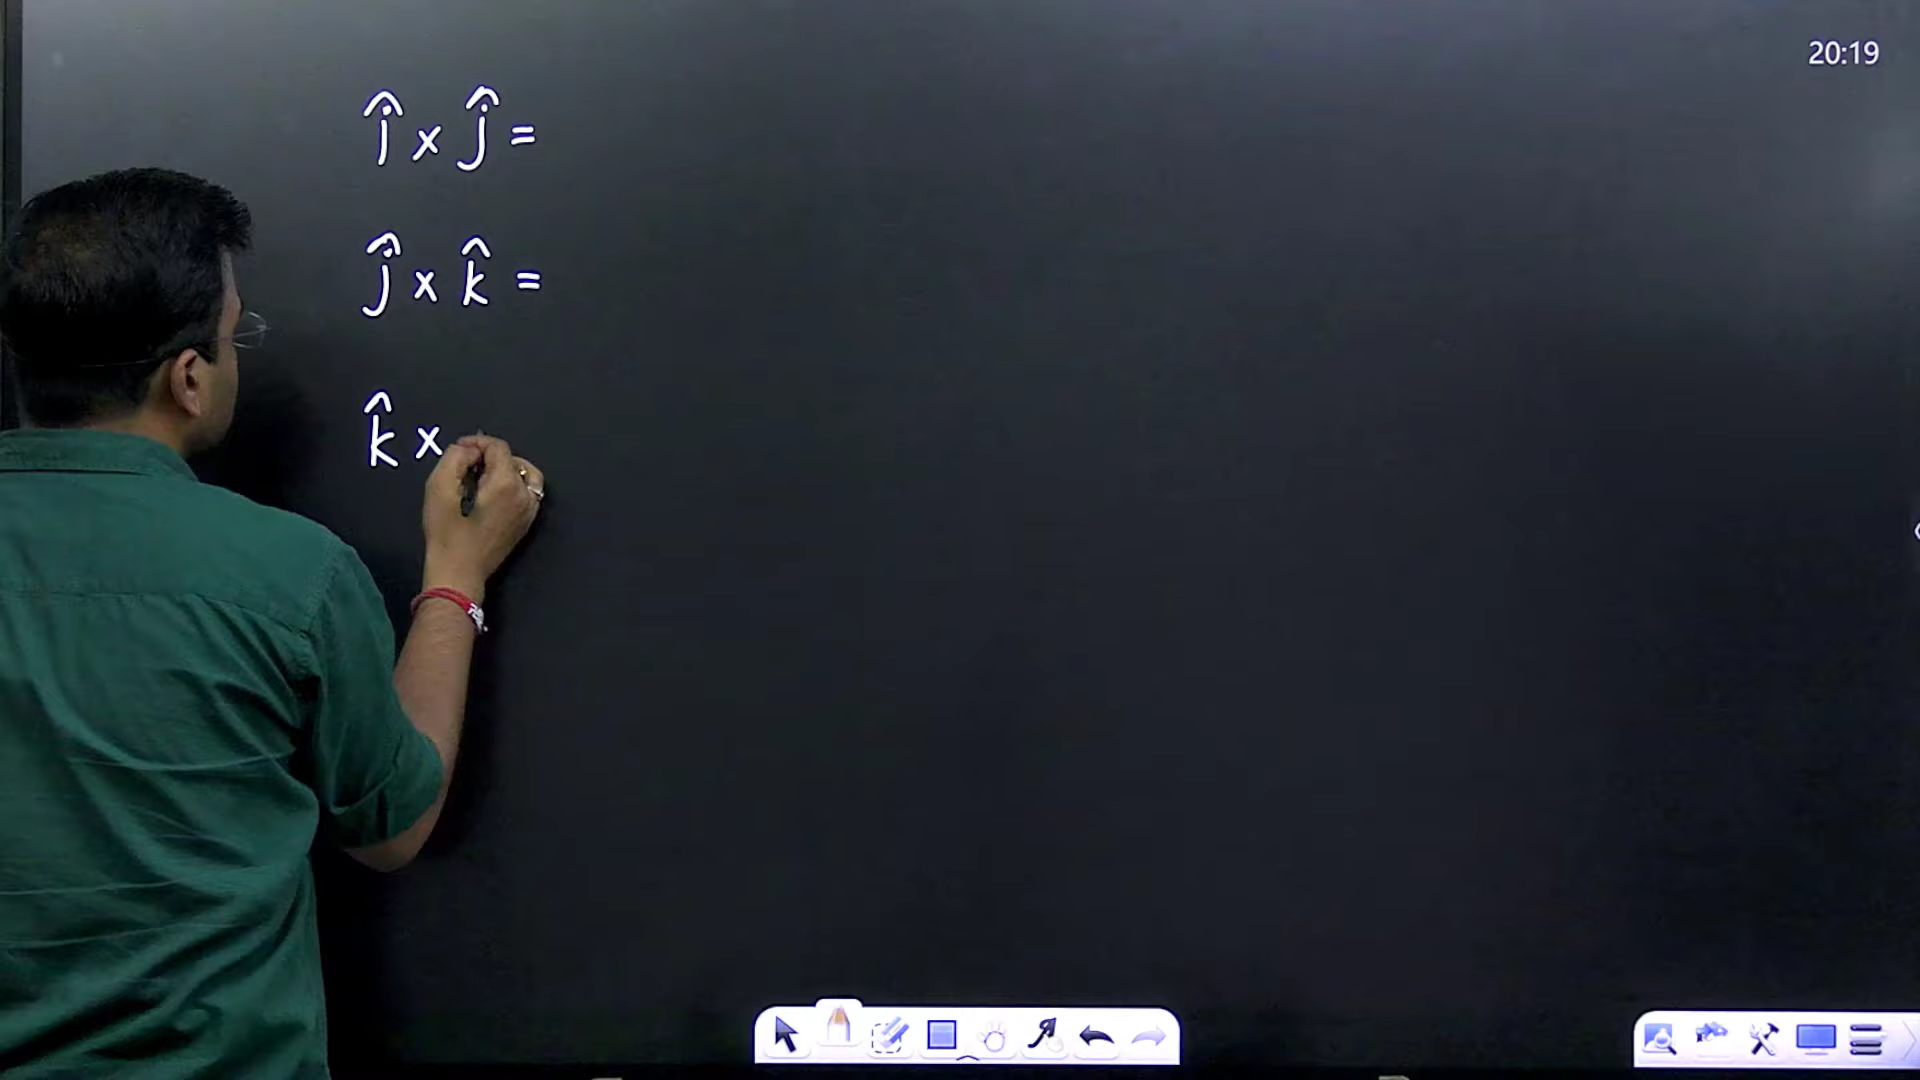 20:19
î × ĵ =
ĵ × k̂ =
k̂ ×